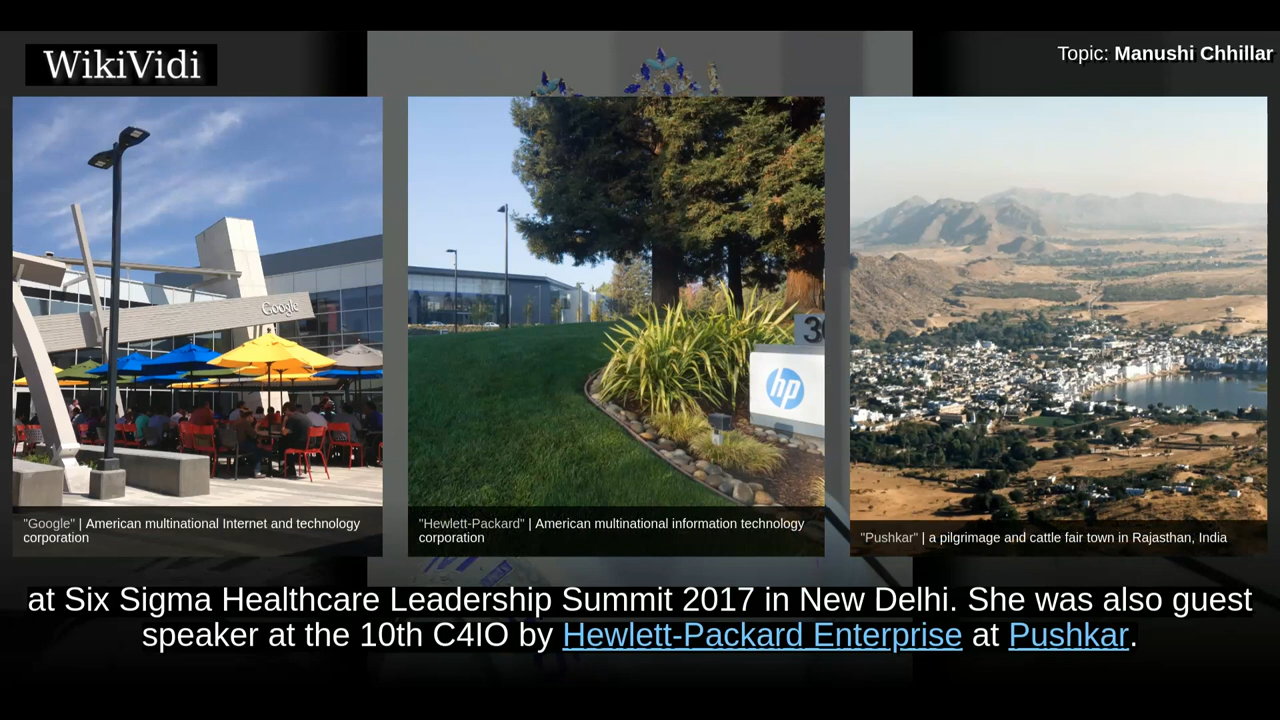 WikiVidi
Topic: Manushi Chhillar
Google
hp
"Google" | American multinational Internet and technology
corporation
"Hewlett-Packard" | American multinational information technology
corporation
"Pushkar" | a pilgrimage and cattle fair town in Rajasthan, India
at Six Sigma Healthcare Leadership Summit 2017 in New Delhi. She was also guest
speaker at the 10th C4IO by Hewlett-Packard Enterprise at Pushkar.